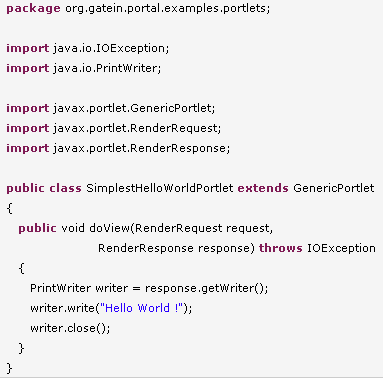 package org.gatein.portal.examples.portlets;
import java.io.IOException;
import java.io.PrintWriter;
import javax.portlet.GenericPortlet;
import javax.portlet.RenderRequest;
import javax.portlet.RenderResponse;
public class SimplestHelloWorldPortlet extends GenericPortlet
{
public void doView(RenderRequest request,
RenderResponse response) throws IOException
{
PrintWriter writer = response.getWriter();
writer.write("Hello World !");
writer.close();
}
}